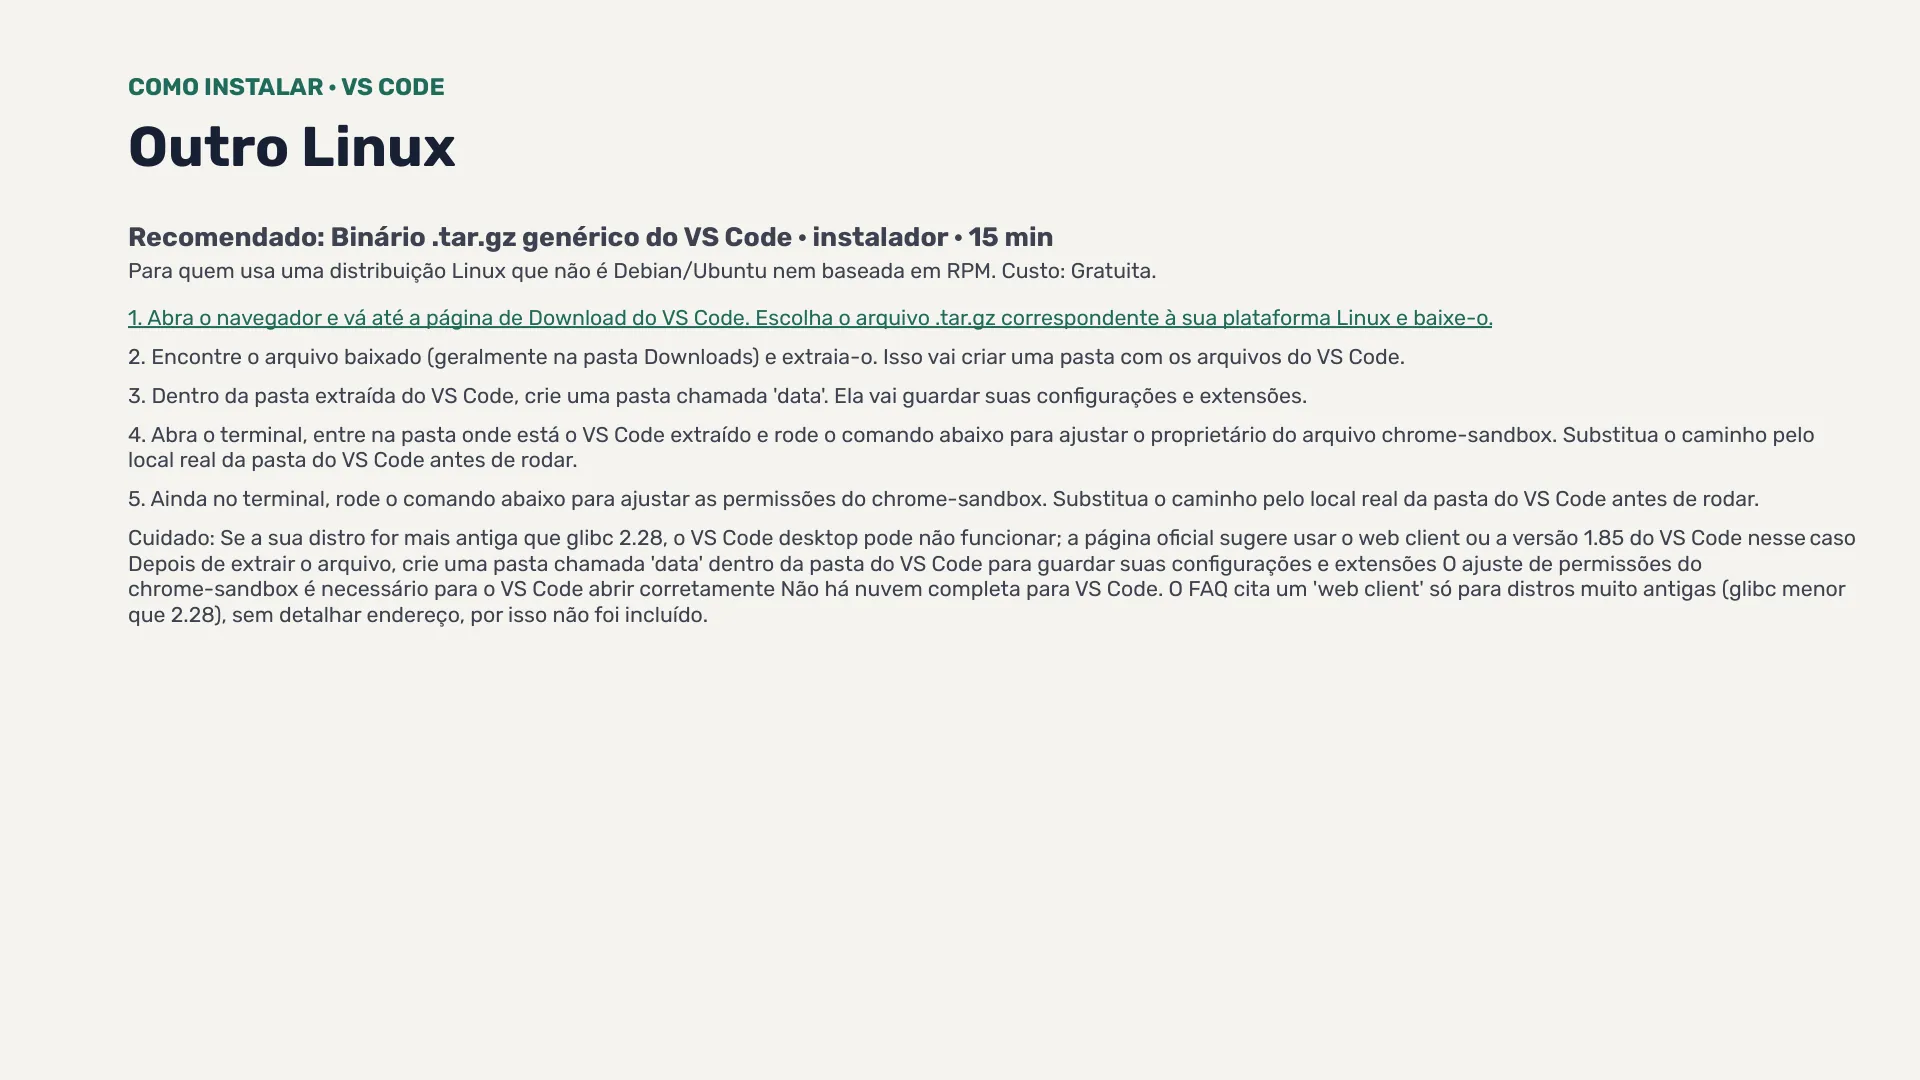 COMO INSTALAR • VS CODE
Outro Linux
Recomendado: Binário .tar.gz genérico do VS Code • instalador • 15 min
Para quem usa uma distribuição Linux que não é Debian/Ubuntu nem baseada em RPM. Custo: Gratuita.
1. Abra o navegador e vá até a página de Download do VS Code. Escolha o arquivo .tar.gz correspondente à sua plataforma Linux e baixe-o.
2. Encontre o arquivo baixado (geralmente na pasta Downloads) e extraia-o. Isso vai criar uma pasta com os arquivos do VS Code.
3. Dentro da pasta extraída do VS Code, crie uma pasta chamada 'data'. Ela vai guardar suas configurações e extensões.
4. Abra o terminal, entre na pasta onde está o VS Code extraído e rode o comando abaixo para ajustar o proprietário do arquivo chrome-sandbox. Substitua o caminho pelo
local real da pasta do VS Code antes de rodar.
5. Ainda no terminal, rode o comando abaixo para ajustar as permissões do chrome-sandbox. Substitua o caminho pelo local real da pasta do VS Code antes de rodar.
Cuidado: Se a sua distro for mais antiga que glibc 2.28, o VS Code desktop pode não funcionar; a página oficial sugere usar o web client ou a versão 1.85 do VS Code nesse caso
Depois de extrair o arquivo, crie uma pasta chamada 'data' dentro da pasta do VS Code para guardar suas configurações e extensões O ajuste de permissões do
chrome-sandbox é necessário para o VS Code abrir corretamente Não há nuvem completa para VS Code. O FAQ cita um 'web client' só para distros muito antigas (glibc menor
que 2.28), sem detalhar endereço, por isso não foi incluído.